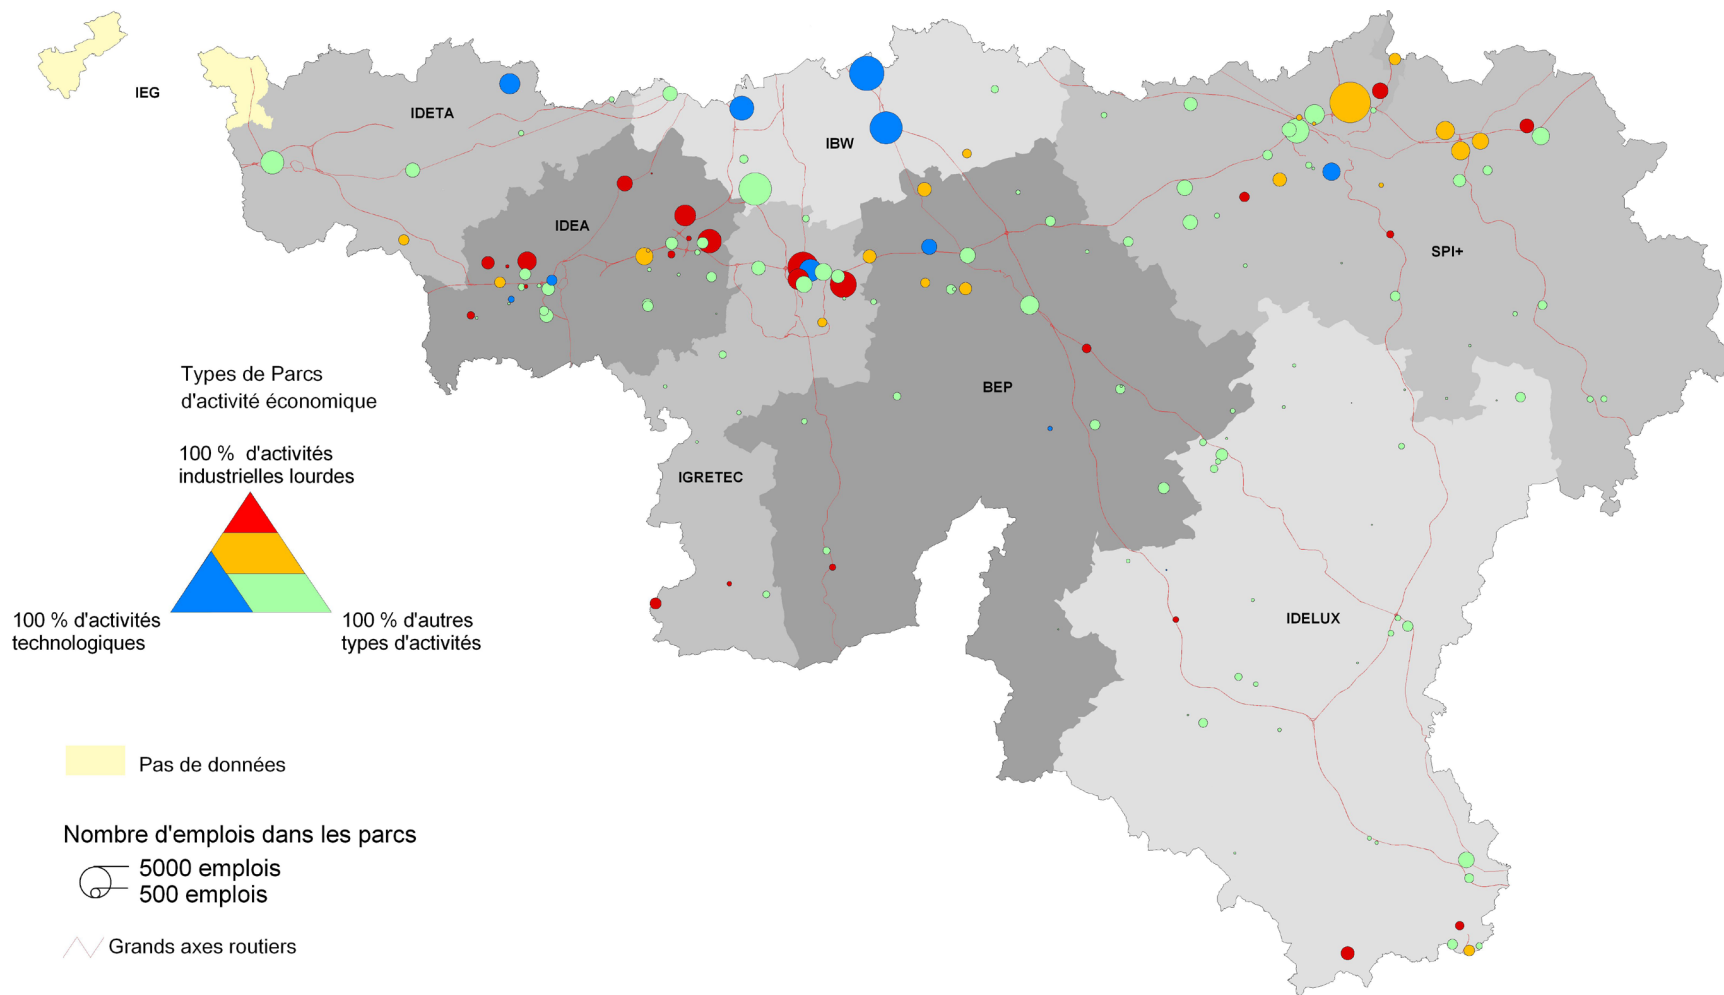 IEG
IDETA
IBW
IDEA
SPI+
BEP
IGRETEC
IDELUX
Types de Parcs
d'activité économique
100 % d'activités
industrielles lourdes
100 % d'activités
technologiques
100 % d'autres
types d'activités
Pas de données
Nombre d'emplois dans les parcs
5000 emplois
500 emplois
Grands axes routiers